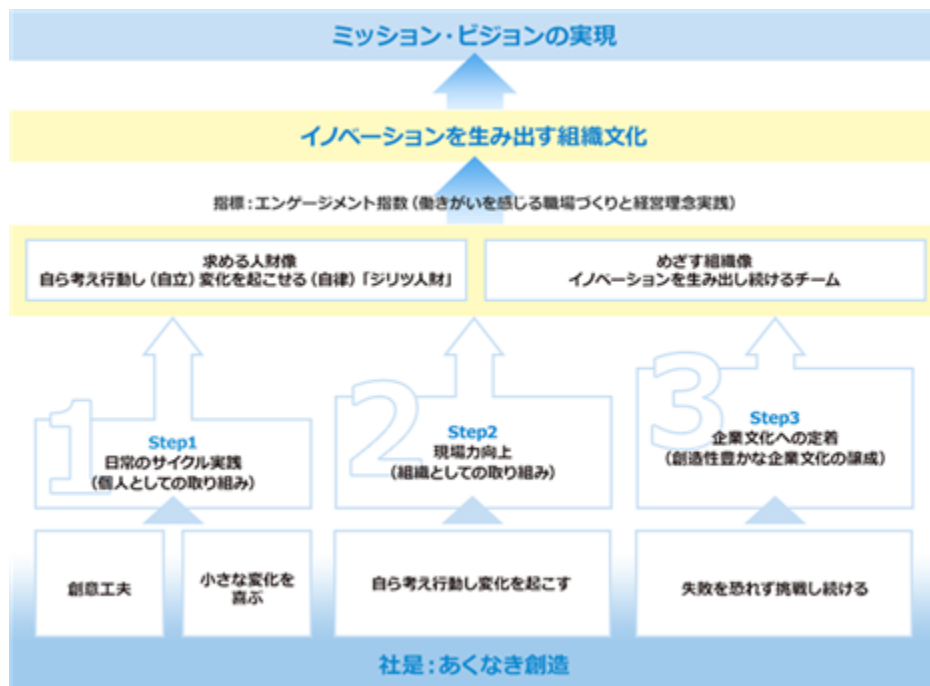 ミッション・ビジョンの実現
イノベーションを生み出す組織文化
指標：エンゲージメント指数（働きがいを感じる職場づくりと経営理念実践）
求める人財像
自ら考え行動し（自立）変化を起こせる（自律）「ジリツ人財」
めざす組織像
イノベーションを生み出し続けるチーム
1
Step1
日常のサイクル実践
（個人としての取り組み）
2
Step2
現場力向上
（組織としての取り組み）
3
Step3
企業文化への定着
（創造性豊かな企業文化の譲成）
創意工夫
小さな変化を
喜ぶ
自ら考え行動し変化を起こす
失敗を恐れず挑戦し続ける
社是：あくなき創造